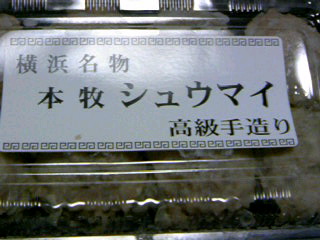 横浜名物
本牧シュウマイ
高級手造り